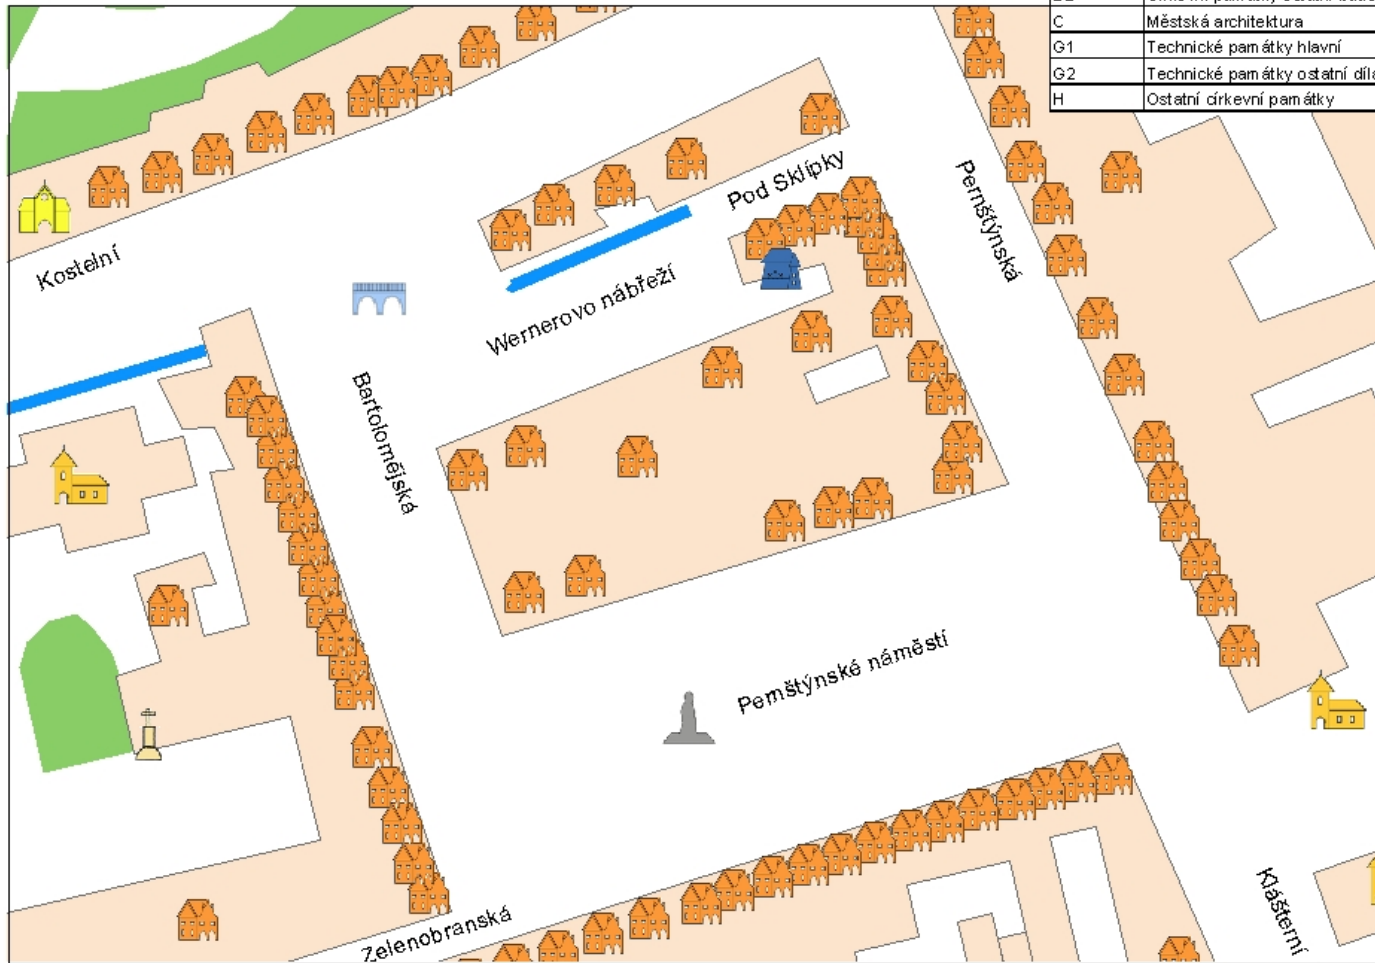 C Městská architektura
G1 Technické památky hlavní
G2 Technické památky ostatní díla
H Ostatní církevní památky
Pod Sklípky
Pernštýnská
Kostelní
Wernerovo nábřeží
Bartolomějská
Pernštýnské náměstí
Zelenobranská
Klášterní